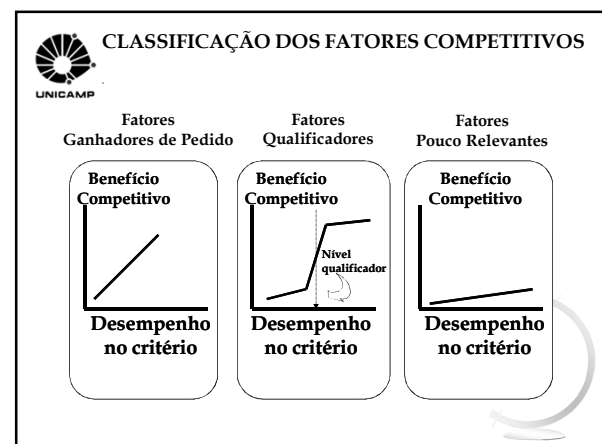 CLASSIFICAÇÃO DOS FATORES COMPETITIVOS
UNICAMP
Fatores
Ganhadores de Pedido
Benefício
Competitivo
Desempenho
no critério
Fatores
Qualificadores
Benefício
Competitivo
Nível
qualificador
Desempenho
no critério
Fatores
Pouco Relevantes
Benefício
Competitivo
Desempenho
no critério